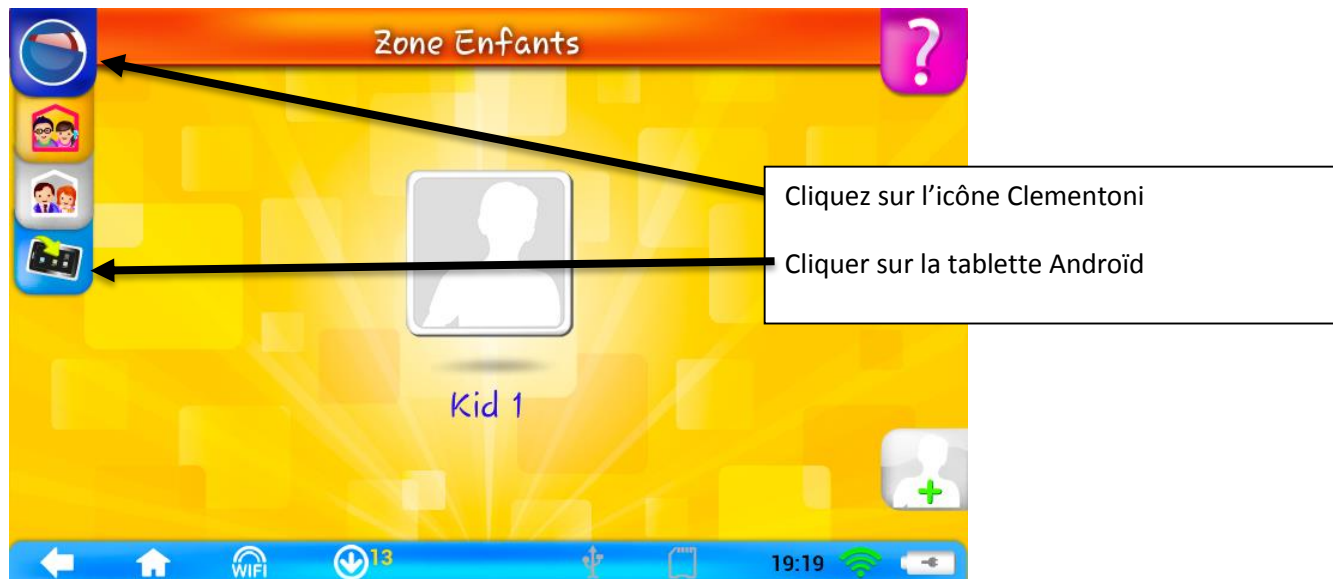 Zone Enfants
?
Cliquez sur l’icône Clementoni
Cliquer sur la tablette Androïd
Kid 1
WIFI
13
19:19